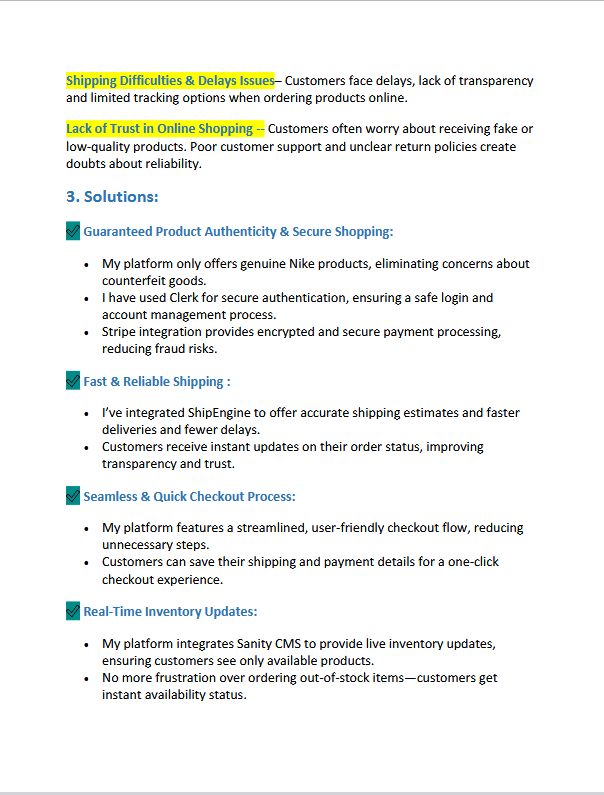 Shipping Difficulties & Delays Issues– Customers face delays, lack of transparency
and limited tracking options when ordering products online.
Lack of Trust in Online Shopping -- Customers often worry about receiving fake or
low-quality products. Poor customer support and unclear return policies create
doubts about reliability.
3. Solutions:
Guaranteed Product Authenticity & Secure Shopping:
• My platform only offers genuine Nike products, eliminating concerns about
counterfeit goods.
• I have used Clerk for secure authentication, ensuring a safe login and
account management process.
• Stripe integration provides encrypted and secure payment processing,
reducing fraud risks.
Fast & Reliable Shipping :
• I’ve integrated ShipEngine to offer accurate shipping estimates and faster
deliveries and fewer delays.
• Customers receive instant updates on their order status, improving
transparency and trust.
Seamless & Quick Checkout Process:
• My platform features a streamlined, user-friendly checkout flow, reducing
unnecessary steps.
• Customers can save their shipping and payment details for a one-click
checkout experience.
Real-Time Inventory Updates:
• My platform integrates Sanity CMS to provide live inventory updates,
ensuring customers see only available products.
• No more frustration over ordering out-of-stock items—customers get
instant availability status.